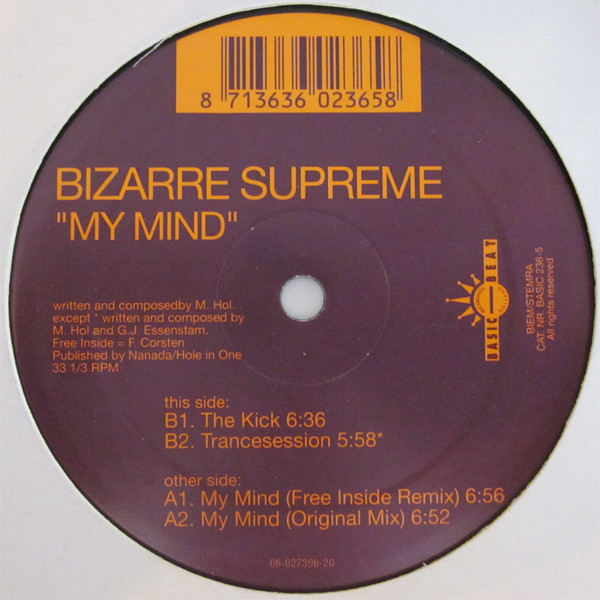 8 713636 023658
BIZARRE SUPREME
"MY MIND"
written and composedby M. Hol.
except * written and composed by
M. Hol and G.J. Essenstam.
Free Inside = F. Corsten
Published by Nanada/Hole in One
33 1/3 RPM
BASIC BEAT
BIEM/STEMRA
CAT. NR. BASIC 236-5
All rights reserved
this side:
B1. The Kick 6:36
B2. Trancesession 5:58*
other side:
A1. My Mind (Free Inside Remix) 6:56
A2. My Mind (Original Mix) 6:52
08-027390-20